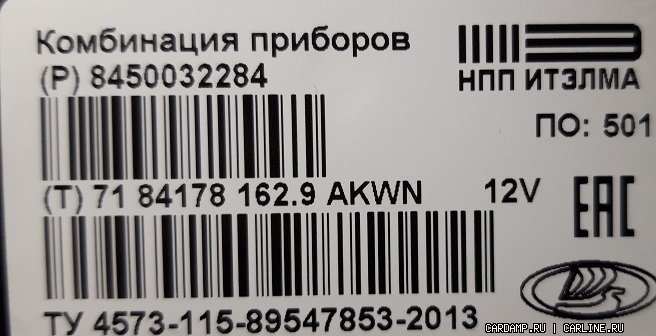 Комбинация приборов
(P) 8450032284
НПП ИТЭЛМА
ПО: 501
(T) 71 84178 162.9 AKWN 12V
EAC
ТУ 4573-115-89547853-2013
CARDAMP.RU | CARLINE.RU